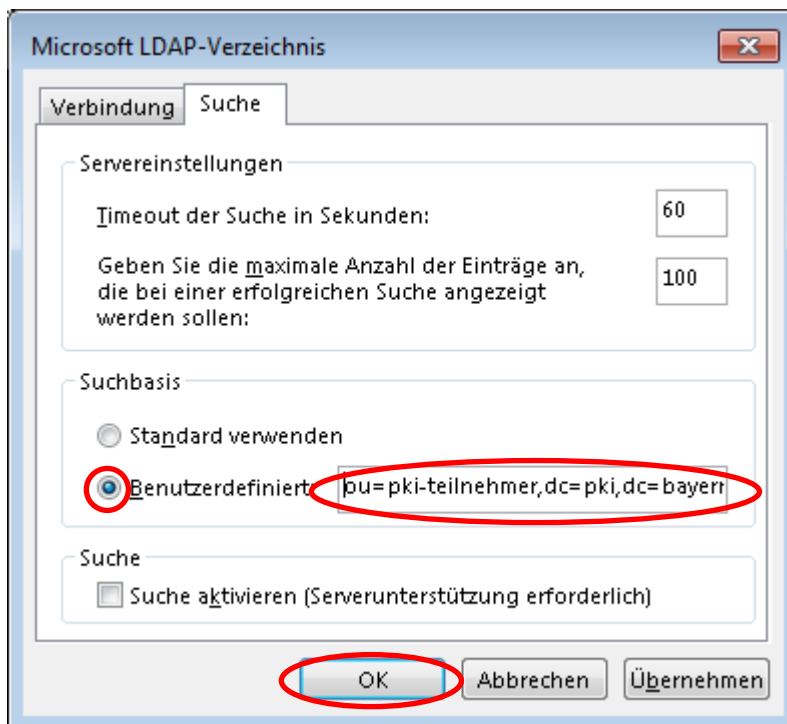 Microsoft LDAP-Verzeichnis
Verbindung Suche
Servereinstellungen
Timeout der Suche in Sekunden: 60
Geben Sie die maximale Anzahl der Einträge an, 100
die bei einer erfolgreichen Suche angezeigt
werden sollen:
Suchbasis
Standard verwenden
Benutzerdefiniert: ou=pki-teilnehmer,dc=pki,dc=bayern
Suche
Suche aktivieren (Serverunterstützung erforderlich)
OK Abbrechen Übernehmen